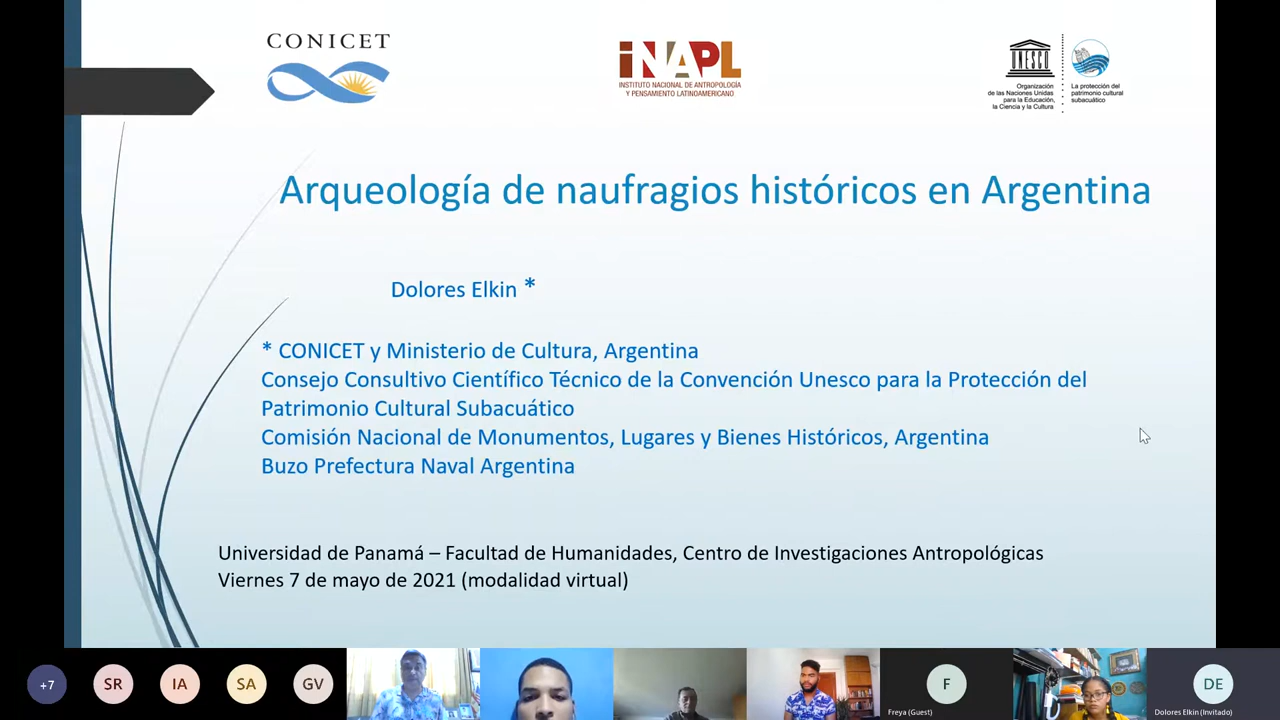 CONICET
iNAPL
INSTITUTO NACIONAL DE ANTROPOLOGÍA
Y PENSAMIENTO LATINOAMERICANO
UNESCO
Organización
de las Naciones Unidas
para la Educación,
la Ciencia y la Cultura
La protección del
patrimonio cultural
subacuático
Arqueología de naufragios históricos en Argentina
Dolores Elkin *
* CONICET y Ministerio de Cultura, Argentina
Consejo Consultivo Científico Técnico de la Convención Unesco para la Protección del
Patrimonio Cultural Subacuático
Comisión Nacional de Monumentos, Lugares y Bienes Históricos, Argentina
Buzo Prefectura Naval Argentina
Universidad de Panamá – Facultad de Humanidades, Centro de Investigaciones Antropológicas
Viernes 7 de mayo de 2021 (modalidad virtual)
+7
SR
IA
SA
GV
F
Freya (Guest)
DE
Dolores Elkin (Invitado)